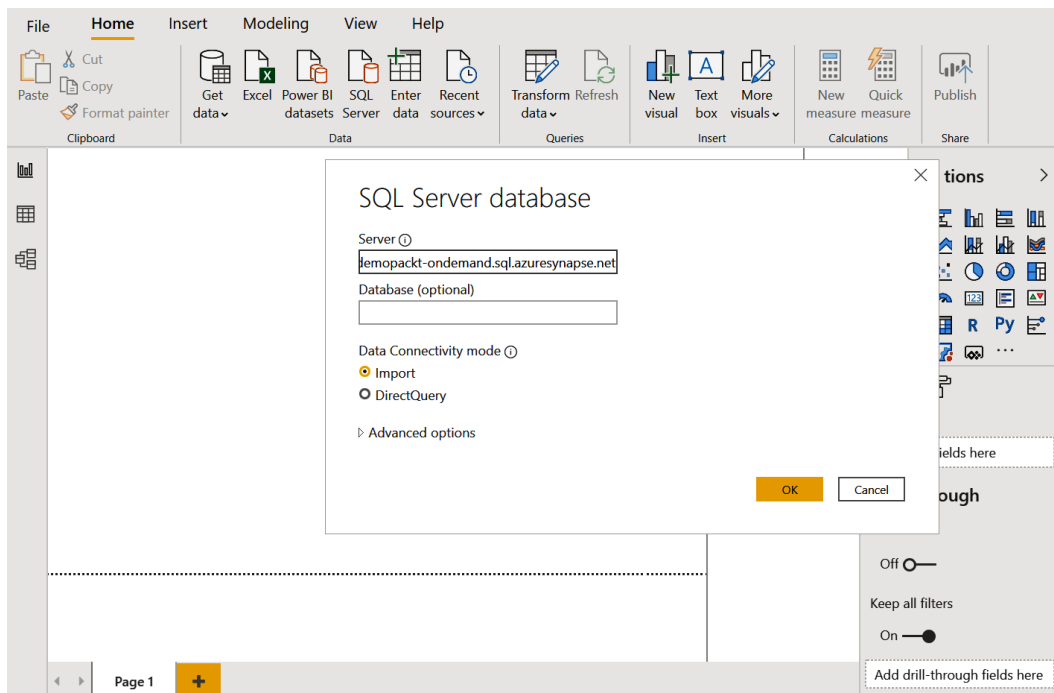 File Home Insert Modeling View Help
Cut
Copy
Format painter
Paste
Get data
Excel
Power BI datasets
SQL Server
Enter data
Recent sources
Transform data
Refresh
New visual
Text box
More visuals
New measure
Quick measure
Publish
Clipboard Data Queries Insert Calculations Share
SQL Server database
Server
demopackt-ondemand.sql.azuresynapse.net
Database (optional)
Data Connectivity mode
Import
DirectQuery
Advanced options
OK Cancel
tions
123
R Py
ields here
ough
Off
Keep all filters
On
Add drill-through fields here
Page 1